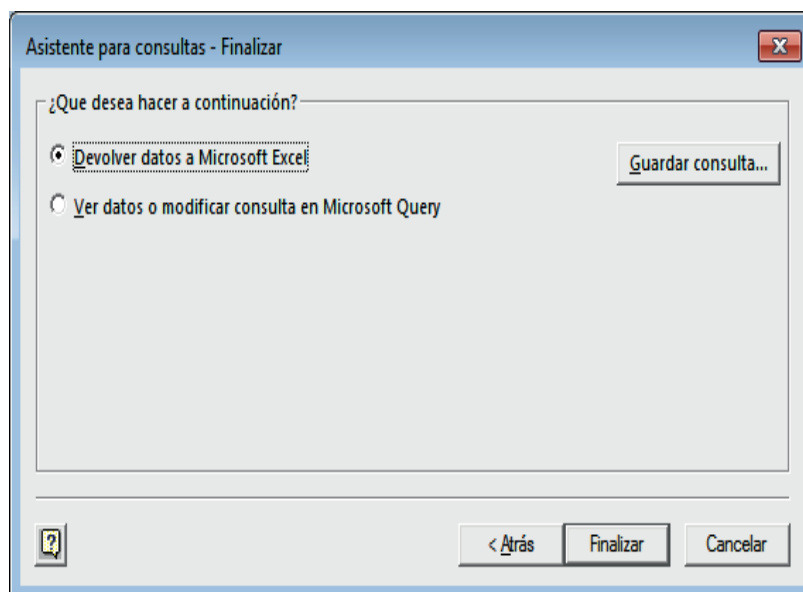 Asistente para consultas - Finalizar
¿Que desea hacer a continuación?
Devolver datos a Microsoft Excel
Guardar consulta...
Ver datos o modificar consulta en Microsoft Query
?
< Atrás
Finalizar
Cancelar